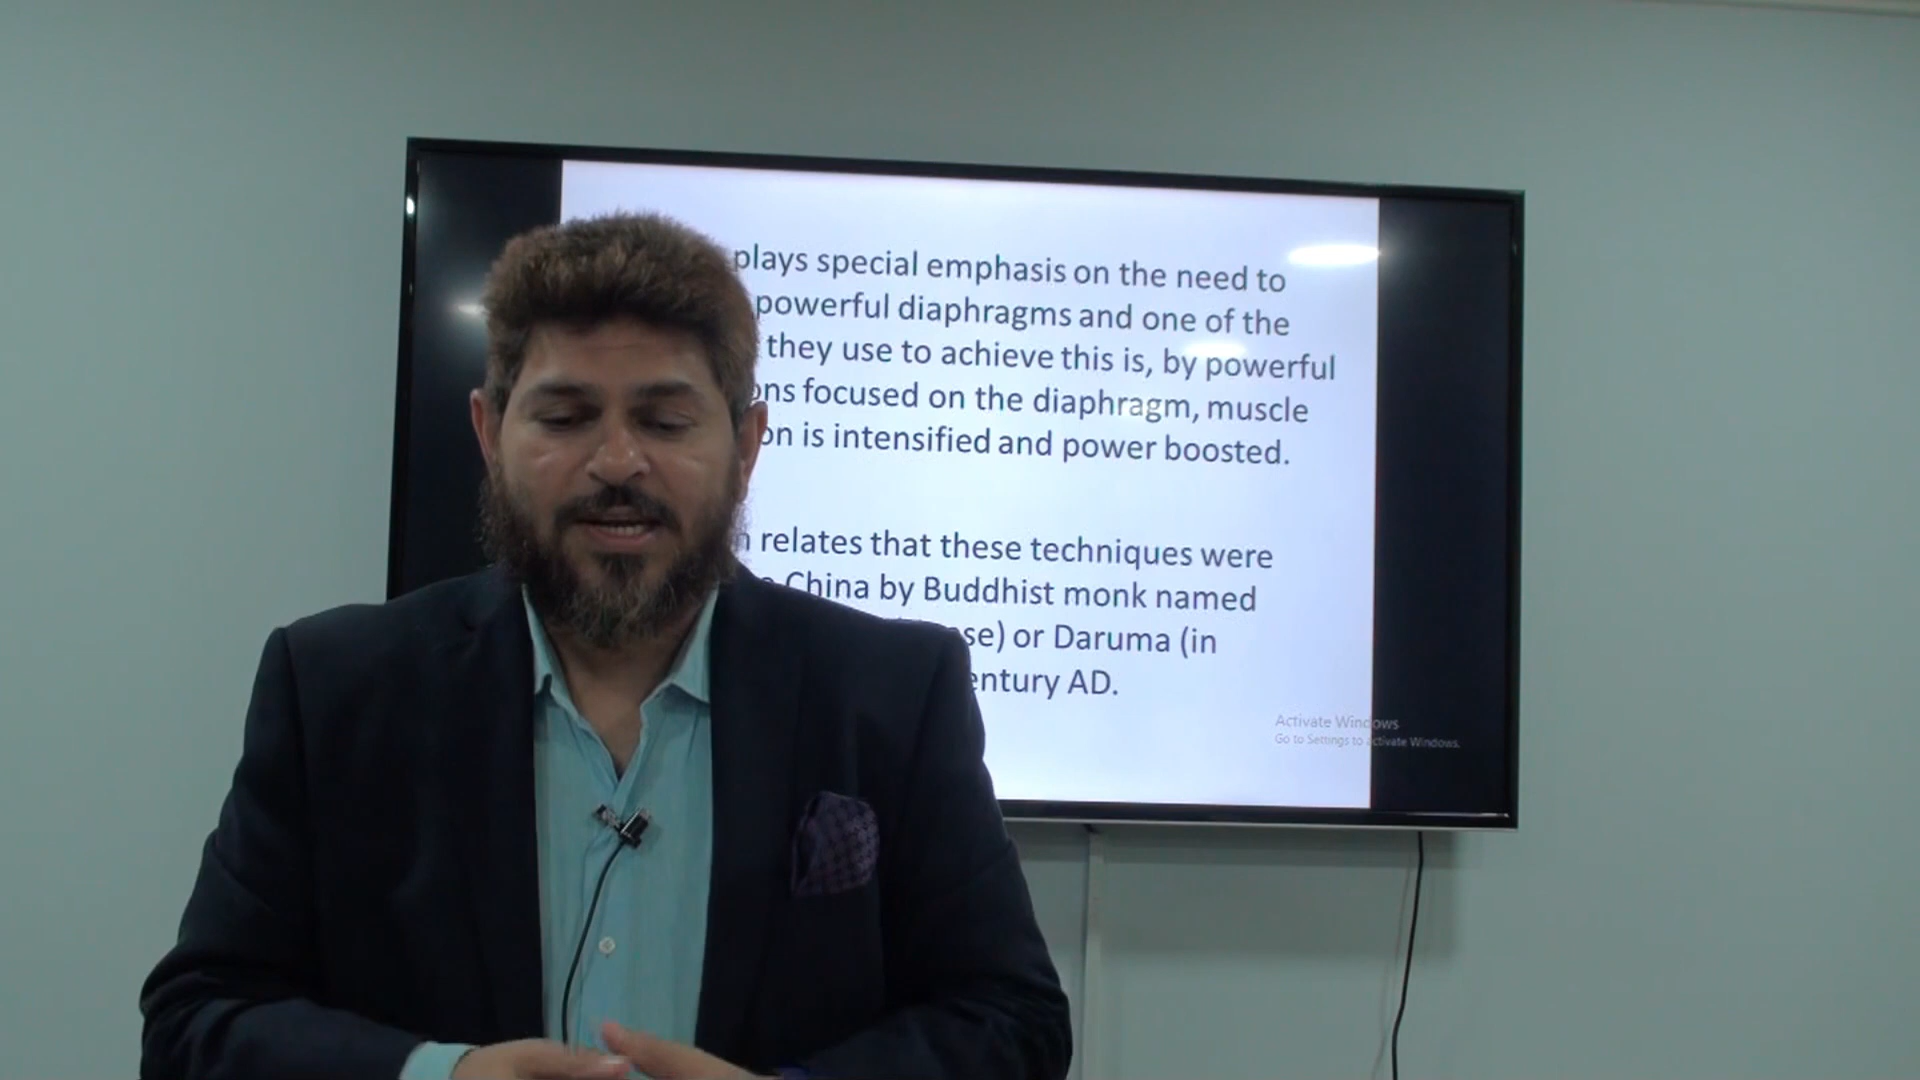 plays special emphasis on the need to
powerful diaphragms and one of the
they use to achieve this is, by powerful
ons focused on the diaphragm, muscle
on is intensified and power boosted.
n relates that these techniques were
China by Buddhist monk named
se) or Daruma (in
entury AD.
Activate Windows
Go to Settings to activate Windows.